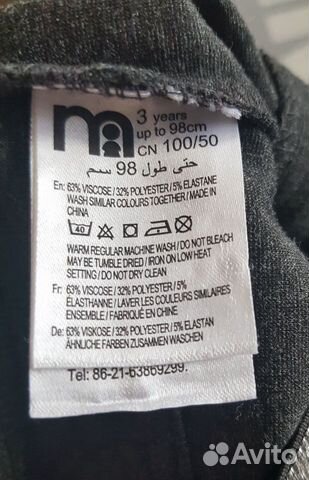 m
3 years
up to 98cm
CN 100/50
حتى طول 98 سم
En: 63% VISCOSE / 32% POLYESTER / 5% ELASTANE
WASH SIMILAR COLOURS TOGETHER / MADE IN
CHINA
40
WARM REGULAR MACHINE WASH / DO NOT BLEACH
MAY BE TUMBLE DRIED / IRON ON LOW HEAT
SETTING / DO NOT DRY CLEAN
Fr: 63% VISCOSE / 32% POLYESTER / 5%
ÉLASTHANNE / LAVER LES COULEURS SIMILAIRES
ENSEMBLE / FABRIQUÉ EN CHINE
De: 63% VISKOSE / 32% POLYESTER / 5% ELASTAN
ÄHNLICHE FARBEN ZUSAMMEN WASCHEN
Tel: 86-21-63869299.
Avito